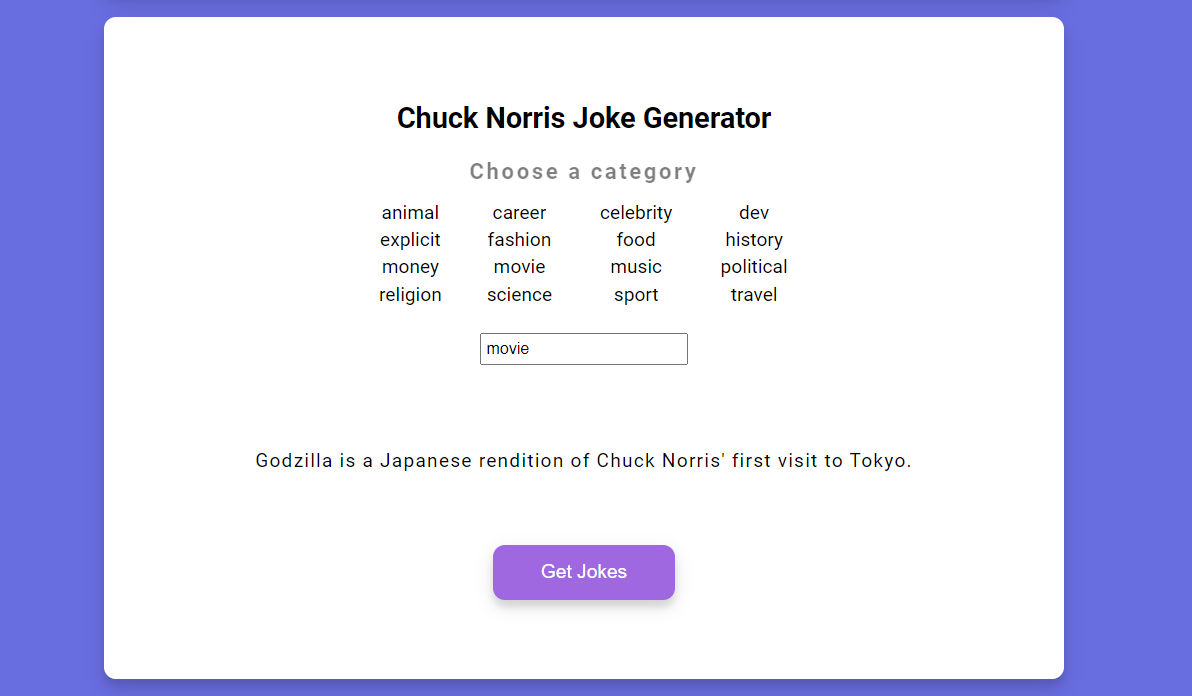 Chuck Norris Joke Generator
Choose a category
animal career celebrity dev
explicit fashion food history
money movie music political
religion science sport travel
movie
Godzilla is a Japanese rendition of Chuck Norris' first visit to Tokyo.
Get Jokes